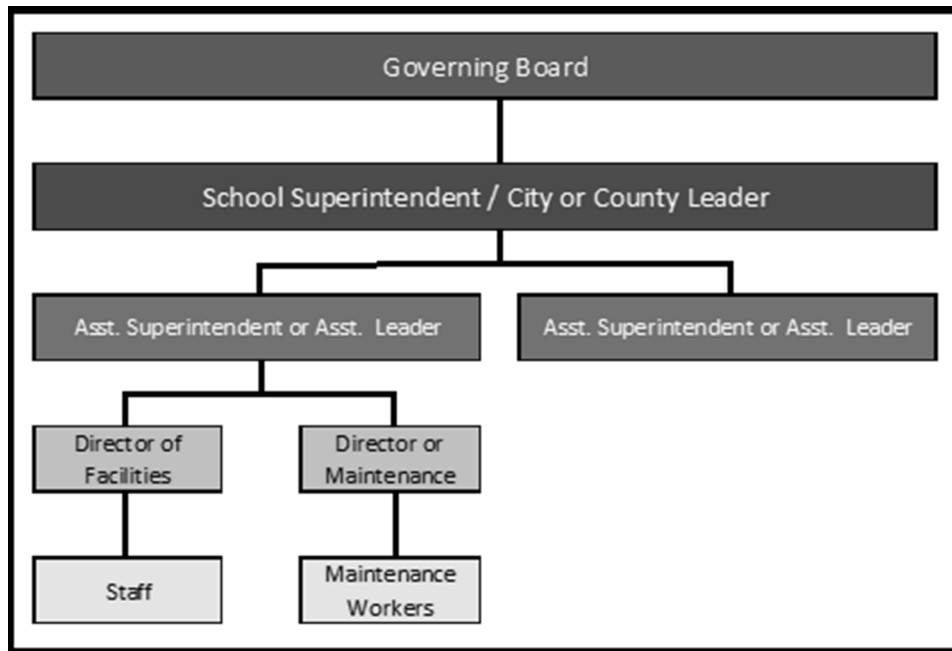 Governing Board
School Superintendent / City or County Leader
Asst. Superintendent or Asst. Leader
Asst. Superintendent or Asst. Leader
Director of
Facilities
Director or
Maintenance
Staff
Maintenance
Workers